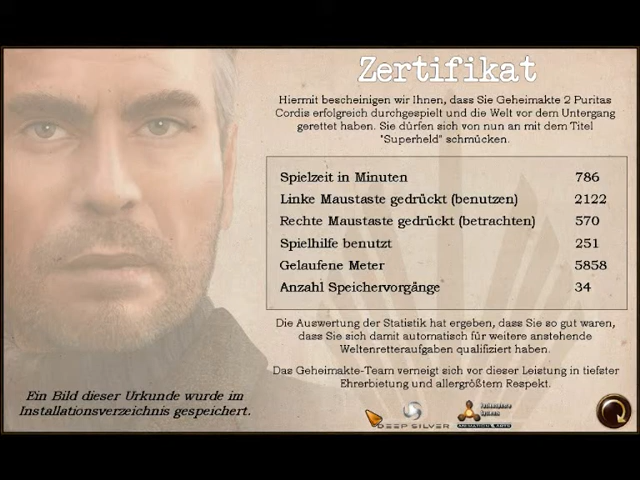 Zertifikat
Hiermit bescheinigen wir Ihnen, dass Sie Geheimakte 2 Puritas
Cordis erfolgreich durchgespielt und die Welt vor dem Untergang
gerettet haben. Sie dürfen sich von nun an mit dem Titel
"Superheld" schmücken.
Spielzeit in Minuten 786
Linke Maustaste gedrückt (benutzen) 2122
Rechte Maustaste gedrückt (betrachten) 570
Spielhilfe benutzt 251
Gelaufene Meter 5858
Anzahl Speichervorgänge 34
Die Auswertung der Statistik hat ergeben, dass Sie so gut waren,
dass Sie sich damit automatisch für weitere anstehende
Weltenretteraufgaben qualifiziert haben.
Das Geheimakte-Team verneigt sich vor dieser Leistung in tiefster
Ehrerbietung und allergrößtem Respekt.
Ein Bild dieser Urkunde wurde im
Installationsverzeichnis gespeichert.
DEEP SILVER
ANIMATION & ARTS